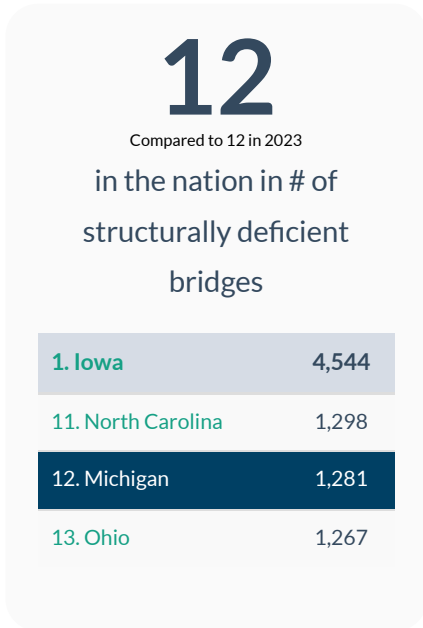 12
Compared to 12 in 2023
in the nation in # of
structurally deficient
bridges
1. Iowa 4,544
11. North Carolina 1,298
12. Michigan 1,281
13. Ohio 1,267